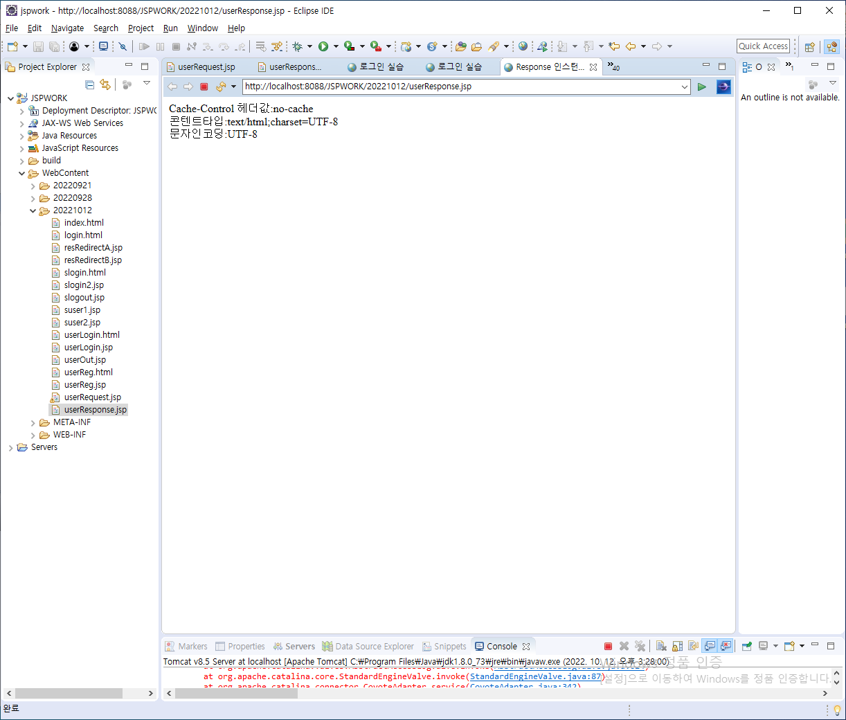 jspwork - http://localhost:8088/JSPWORK/20221012/userResponse.jsp - Eclipse IDE
File Edit Navigate Search Project Run Window Help
Quick Access
Project Explorer
userRequest.jsp userRespons... 로그인 실습 로그인 실습 Response 인스턴... »40
O »1
http://localhost:8088/JSPWORK/20221012/userResponse.jsp
An outline is not available.
JSPWORK
Deployment Descriptor: JSPWC
JAX-WS Web Services
Java Resources
JavaScript Resources
build
WebContent
20220921
20220928
20221012
index.html
login.html
resRedirectA.jsp
resRedirectB.jsp
slogin.html
slogin2.jsp
slogout.jsp
suser1.jsp
suser2.jsp
userLogin.html
userLogin.jsp
userOut.jsp
userReg.html
userReg.jsp
userRequest.jsp
userResponse.jsp
META-INF
WEB-INF
Servers
Cache-Control 헤더값:no-cache
콘텐트타입:text/html;charset=UTF-8
문자인코딩:UTF-8
Markers Properties Servers Data Source Explorer Snippets Console
Tomcat v8.5 Server at localhost [Apache Tomcat] C:₩Program Files₩Java₩jdk1.8.0_73₩jre₩bin₩javaw.exe (2022. 10. 12. 오후 3:28:00)
정품 인증
at org.apache.catalina.core.StandardEngineValve.invoke(StandardEngineValve.java:87)
[설정]으로 이동하여 Windows를 정품 인증합니다.
at org.apache.catalina.connector.CoyoteAdapter.service(CoyoteAdapter.java:342)
완료